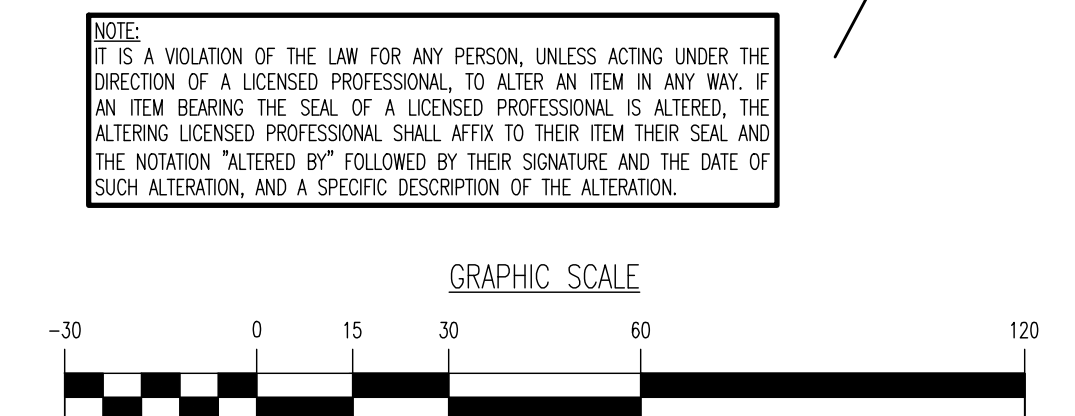 NOTE:
IT IS A VIOLATION OF THE LAW FOR ANY PERSON, UNLESS ACTING UNDER THE
DIRECTION OF A LICENSED PROFESSIONAL, TO ALTER AN ITEM IN ANY WAY. IF
AN ITEM BEARING THE SEAL OF A LICENSED PROFESSIONAL IS ALTERED, THE
ALTERING LICENSED PROFESSIONAL SHALL AFFIX TO THEIR ITEM THEIR SEAL AND
THE NOTATION "ALTERED BY" FOLLOWED BY THEIR SIGNATURE AND THE DATE OF
SUCH ALTERATION, AND A SPECIFIC DESCRIPTION OF THE ALTERATION.
GRAPHIC SCALE
-30 0 15 30 60 120